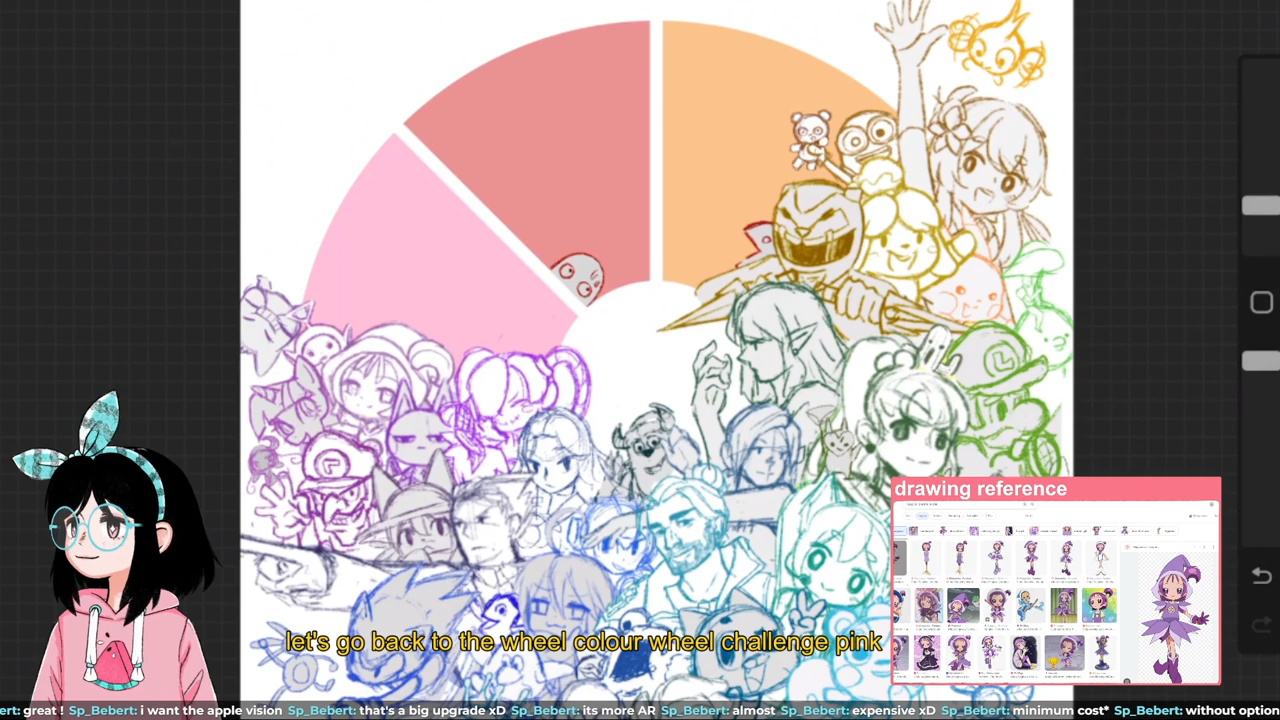 drawing reference
let's go back to the wheel colour wheel challenge pink
ert: great ! Sp_Bebert: i want the apple vision Sp_Bebert: that's a big upgrade xD Sp_Bebert: its more AR Sp_Bebert: almost Sp_Bebert: expensive xD Sp_Bebert: minimum cost* Sp_Bebert: without option